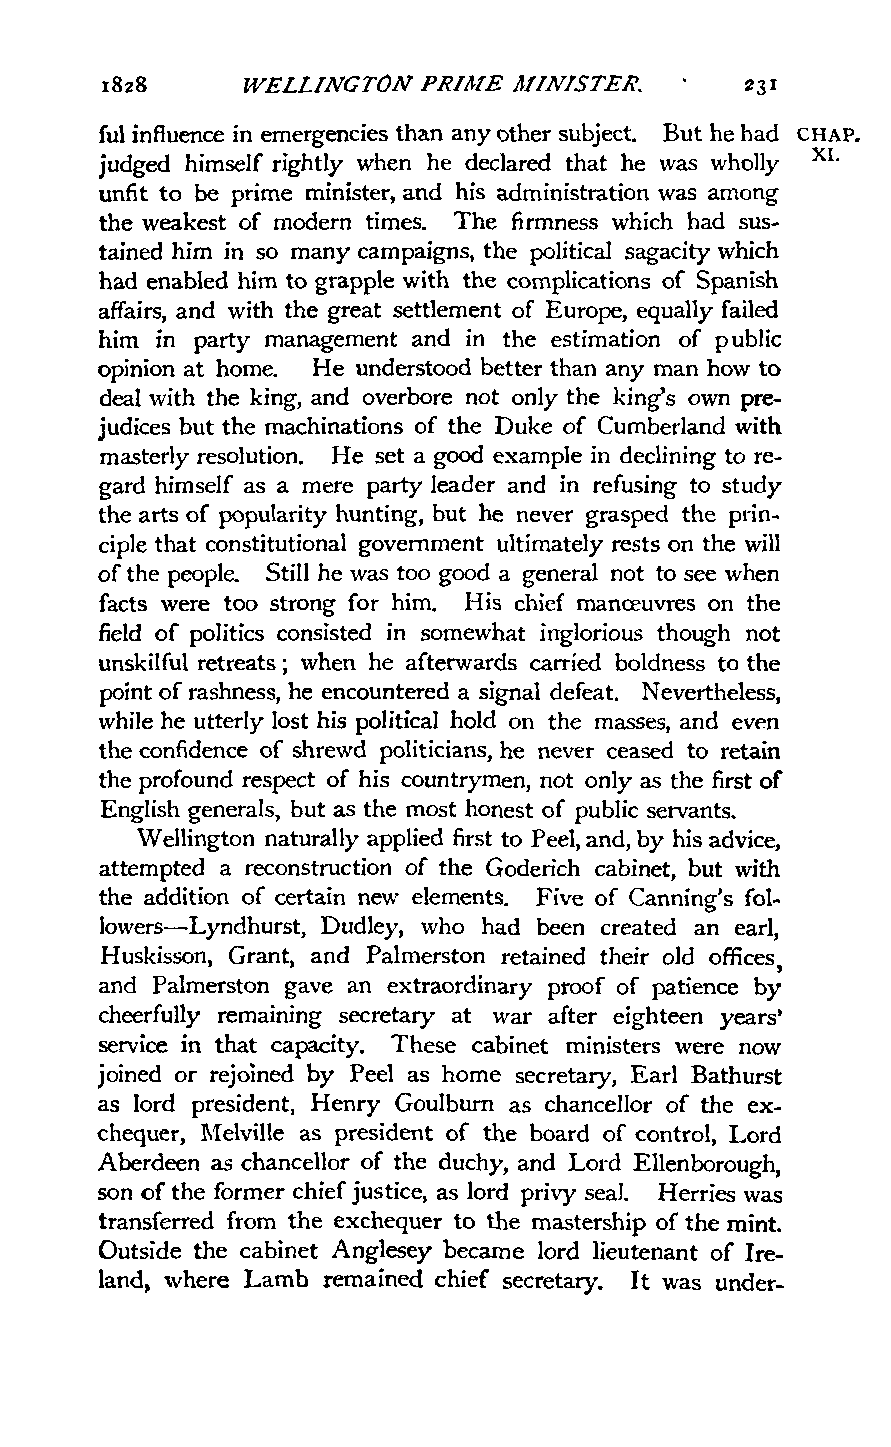 1828 WELLINGTON PRIME MINISTER. 231
ful influence in emergencies than any other subject. But he had CHAP.
judged himself rightly when he declared that he was wholly XI.
unfit to be prime minister, and his administration was among
the weakest of modern times. The firmness which had sus-
tained him in so many campaigns, the political sagacity which
had enabled him to grapple with the complications of Spanish
affairs, and with the great settlement of Europe, equally failed
him in party management and in the estimation of public
opinion at home. He understood better than any man how to
deal with the king, and overbore not only the king's own pre-
judices but the machinations of the Duke of Cumberland with
masterly resolution. He set a good example in declining to re-
gard himself as a mere party leader and in refusing to study
the arts of popularity hunting, but he never grasped the prin-
ciple that constitutional government ultimately rests on the will
of the people. Still he was too good a general not to see when
facts were too strong for him. His chief manœuvres on the
field of politics consisted in somewhat inglorious though not
unskilful retreats; when he afterwards carried boldness to the
point of rashness, he encountered a signal defeat. Nevertheless,
while he utterly lost his political hold on the masses, and even
the confidence of shrewd politicians, he never ceased to retain
the profound respect of his countrymen, not only as the first of
English generals, but as the most honest of public servants.
Wellington naturally applied first to Peel, and, by his advice,
attempted a reconstruction of the Goderich cabinet, but with
the addition of certain new elements. Five of Canning's fol-
lowers—Lyndhurst, Dudley, who had been created an earl,
Huskisson, Grant, and Palmerston retained their old offices,
and Palmerston gave an extraordinary proof of patience by
cheerfully remaining secretary at war after eighteen years'
service in that capacity. These cabinet ministers were now
joined or rejoined by Peel as home secretary, Earl Bathurst
as lord president, Henry Goulburn as chancellor of the ex-
chequer, Melville as president of the board of control, Lord
Aberdeen as chancellor of the duchy, and Lord Ellenborough,
son of the former chief justice, as lord privy seal. Herries was
transferred from the exchequer to the mastership of the mint.
Outside the cabinet Anglesey became lord lieutenant of Ire-
land, where Lamb remained chief secretary. It was under-